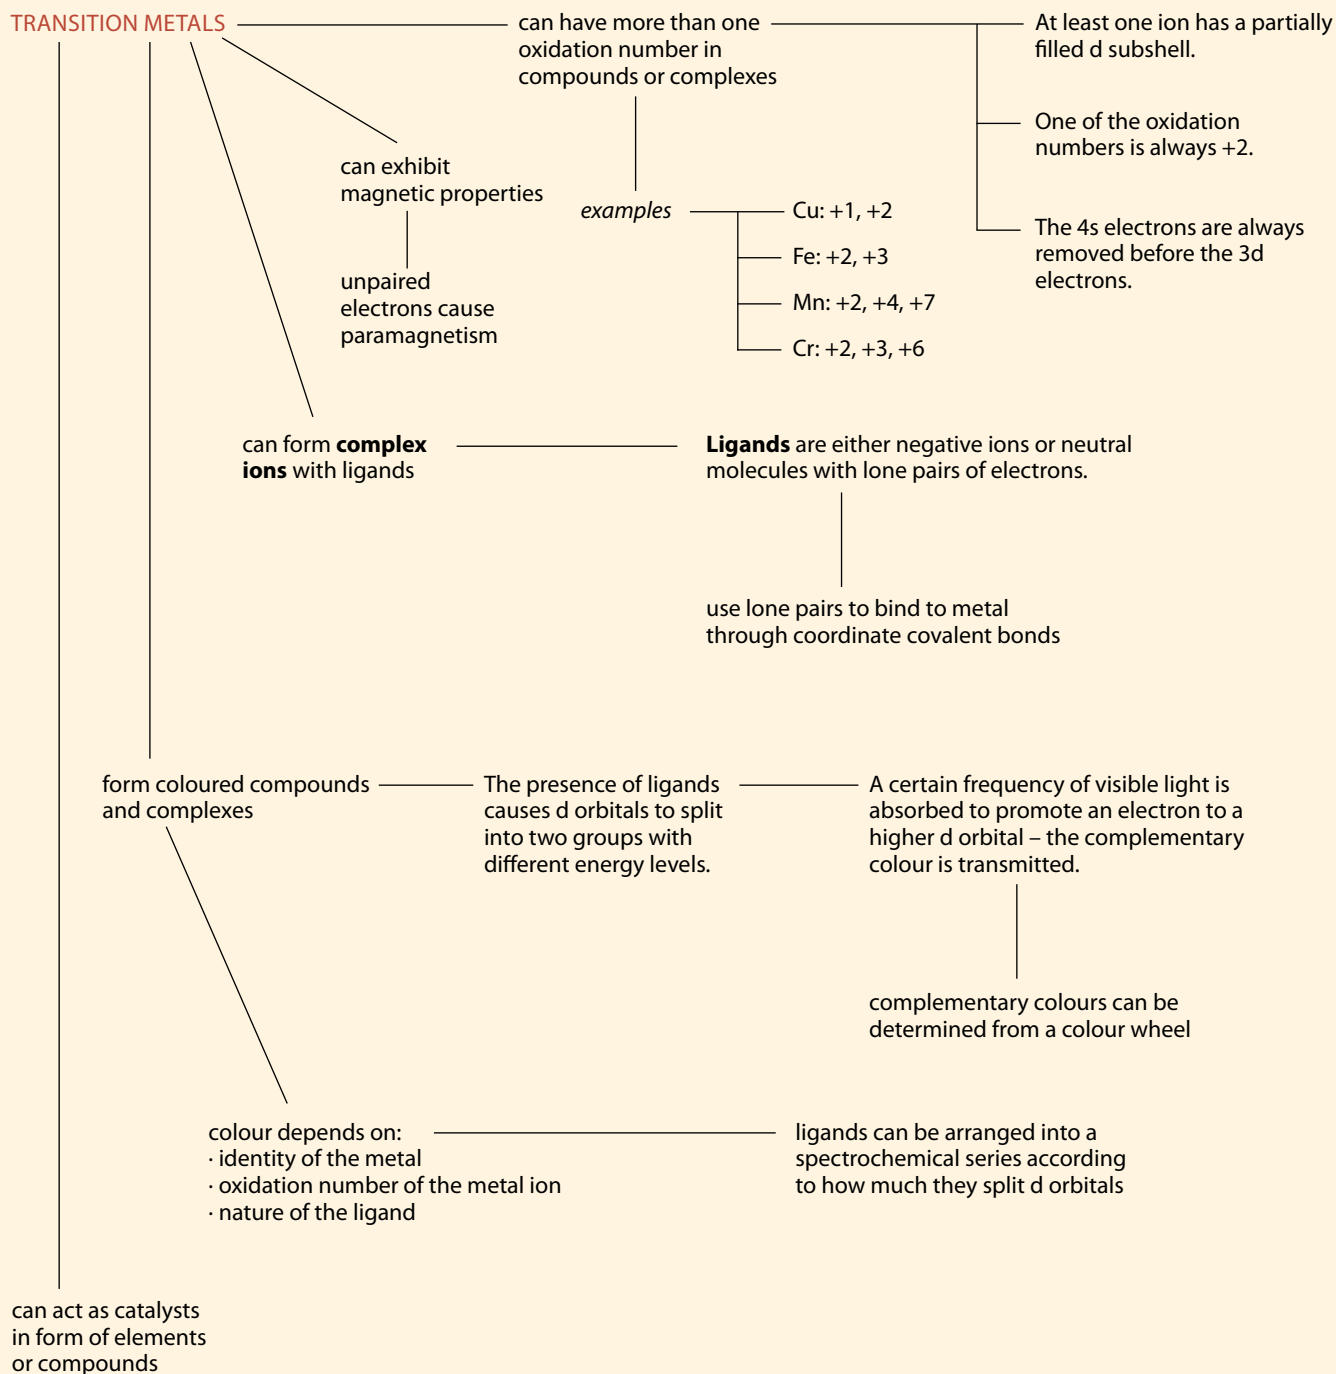 TRANSITION METALS
can have more than one
oxidation number in
compounds or complexes
At least one ion has a partially
filled d subshell.
One of the oxidation
numbers is always +2.
The 4s electrons are always
removed before the 3d
electrons.
examples
Cu: +1, +2
Fe: +2, +3
Mn: +2, +4, +7
Cr: +2, +3, +6
can exhibit
magnetic properties
unpaired
electrons cause
paramagnetism
can form complex
ions with ligands
Ligands are either negative ions or neutral
molecules with lone pairs of electrons.
use lone pairs to bind to metal
through coordinate covalent bonds
form coloured compounds
and complexes
The presence of ligands
causes d orbitals to split
into two groups with
different energy levels.
A certain frequency of visible light is
absorbed to promote an electron to a
higher d orbital – the complementary
colour is transmitted.
complementary colours can be
determined from a colour wheel
colour depends on:
· identity of the metal
· oxidation number of the metal ion
· nature of the ligand
ligands can be arranged into a
spectrochemical series according
to how much they split d orbitals
can act as catalysts
in form of elements
or compounds